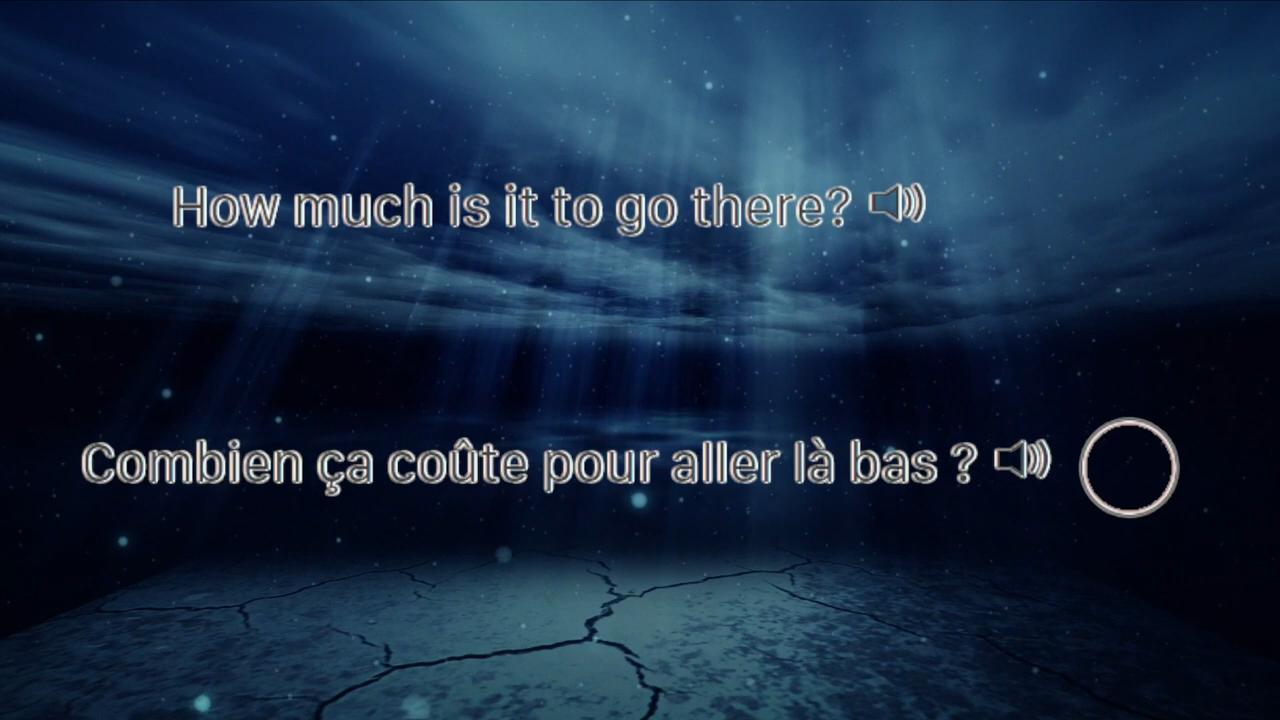 How much is it to go there?
Combien ça coûte pour aller là bas ?